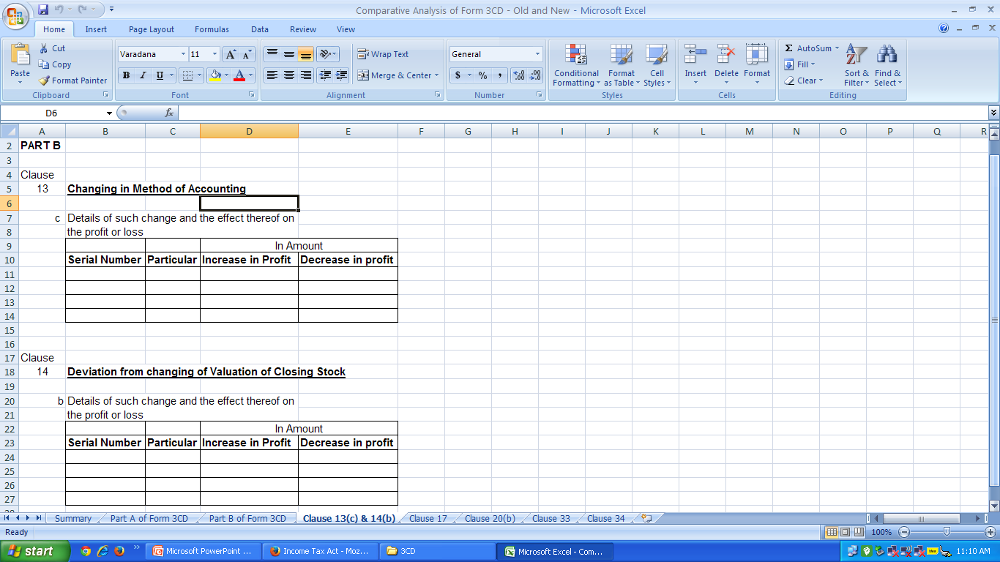 Comparative Analysis of Form 3CD - Old and New - Microsoft Excel
Home Insert Page Layout Formulas Data Review View
Paste
Cut
Copy
Format Painter
Clipboard
Varadana 11
B I U
Font
Wrap Text
Merge & Center
Alignment
General
$ % ,
Number
Conditional Formatting
Format as Table
Cell Styles
Styles
Insert Delete Format
Cells
Σ AutoSum
Fill
Clear
Sort & Filter
Find & Select
Editing
D6 fx
A B C D E F G H I J K L M N O P Q R
2 PART B
3
4 Clause
5 13 Changing in Method of Accounting
6
7 c Details of such change and the effect thereof on
8 the profit or loss
9 In Amount
10 Serial Number Particular Increase in Profit Decrease in profit
11
12
13
14
15
16
17 Clause
18 14 Deviation from changing of Valuation of Closing Stock
19
20 b Details of such change and the effect thereof on
21 the profit or loss
22 In Amount
23 Serial Number Particular Increase in Profit Decrease in profit
24
25
26
27
Summary Part A of Form 3CD Part B of Form 3CD Clause 13(c) & 14(b) Clause 17 Clause 20(b) Clause 33 Clause 34
Ready 100%
start Microsoft PowerPoint ... Income Tax Act - Moz... 3CD Microsoft Excel - Com... 11:10 AM